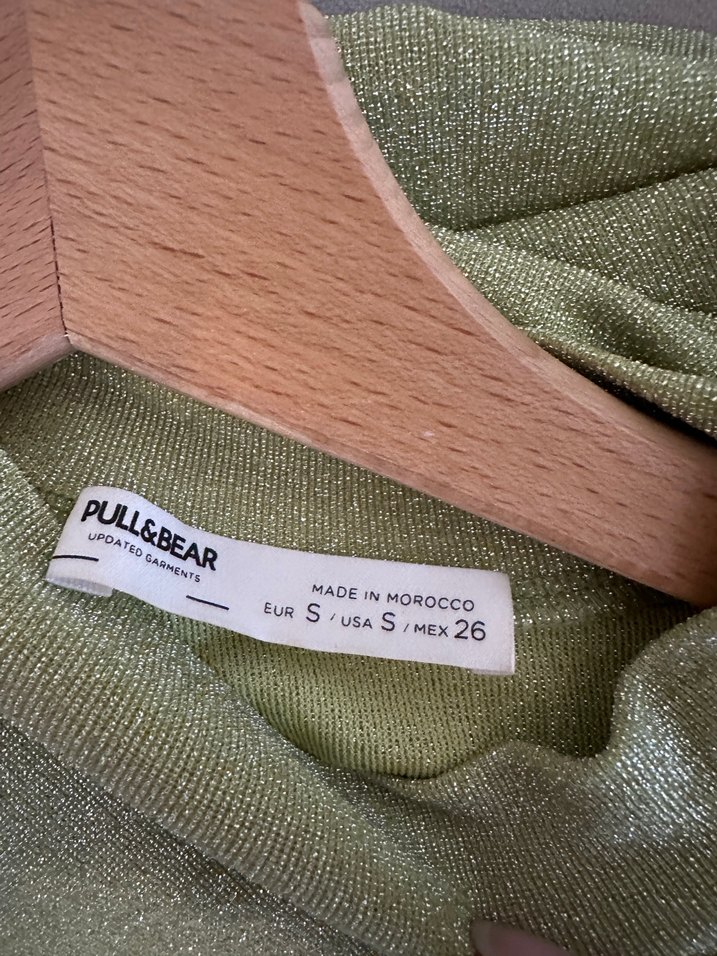 PULL&BEAR
UPDATED GARMENTS
MADE IN MOROCCO
EUR S / USA S / MEX 26